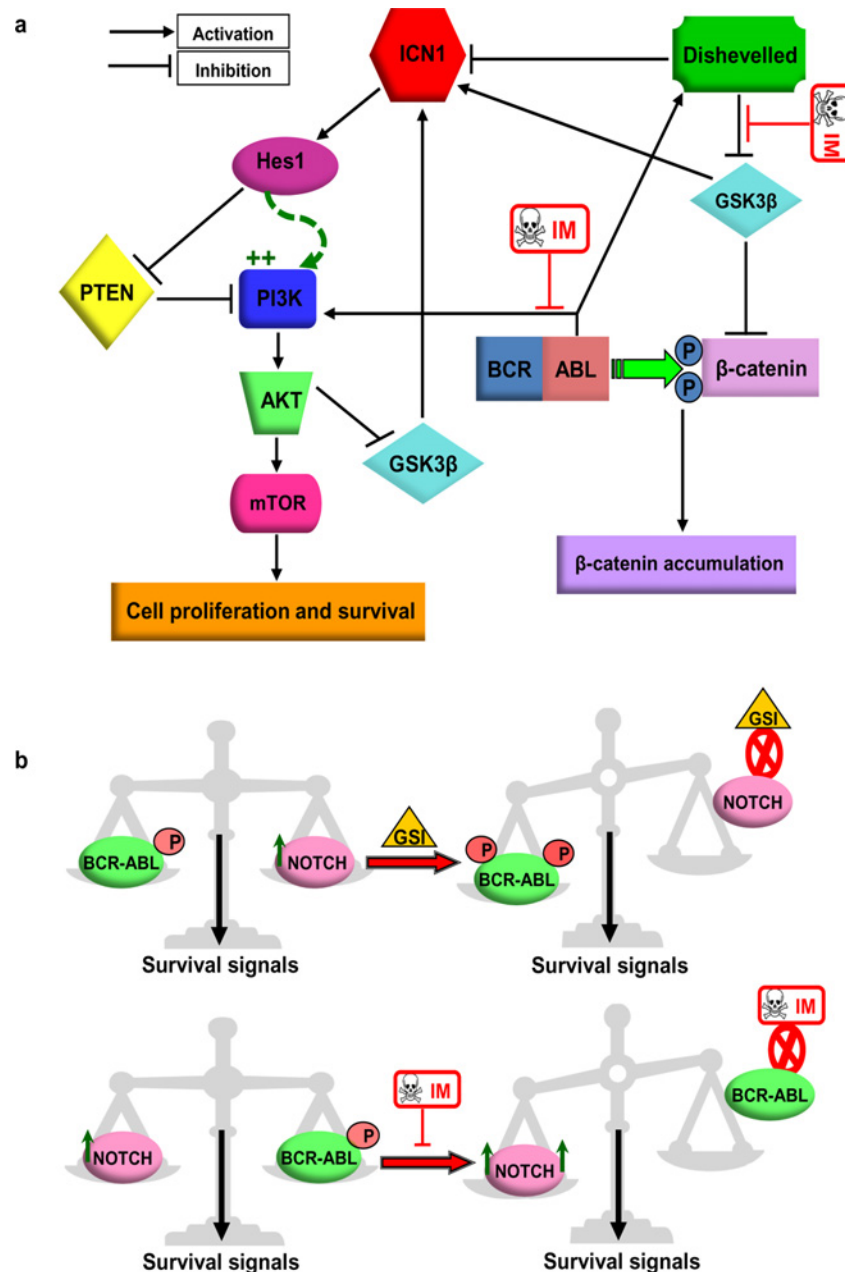 a
Activation
Inhibition
ICN1
Dishevelled
IM
Hes1
GSK3β
IM
++
PTEN
PI3K
BCR ABL
P
P
β-catenin
AKT
GSK3β
mTOR
β-catenin accumulation
Cell proliferation and survival
b
GSI
NOTCH
BCR-ABL
P
NOTCH
GSI
P
P
BCR-ABL
Survival signals
Survival signals
IM
BCR-ABL
IM
NOTCH
BCR-ABL
P
NOTCH
Survival signals
Survival signals